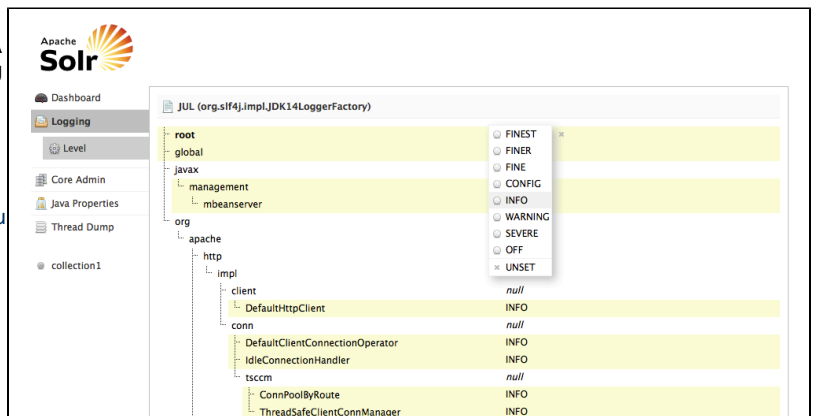 Apache
Solr
Dashboard
Logging
Level
Core Admin
Java Properties
Thread Dump
collection1
JUL (org.slf4j.impl.JDK14LoggerFactory)
root
global
javax
management
mbeanserver
org
apache
http
impl
client null
DefaultHttpClient INFO
conn null
DefaultClientConnectionOperator INFO
IdleConnectionHandler INFO
tsccm null
ConnPoolByRoute INFO
ThreadSafeClientConnManager INFO
FINEST
FINER
FINE
CONFIG
INFO
WARNING
SEVERE
OFF
UNSET